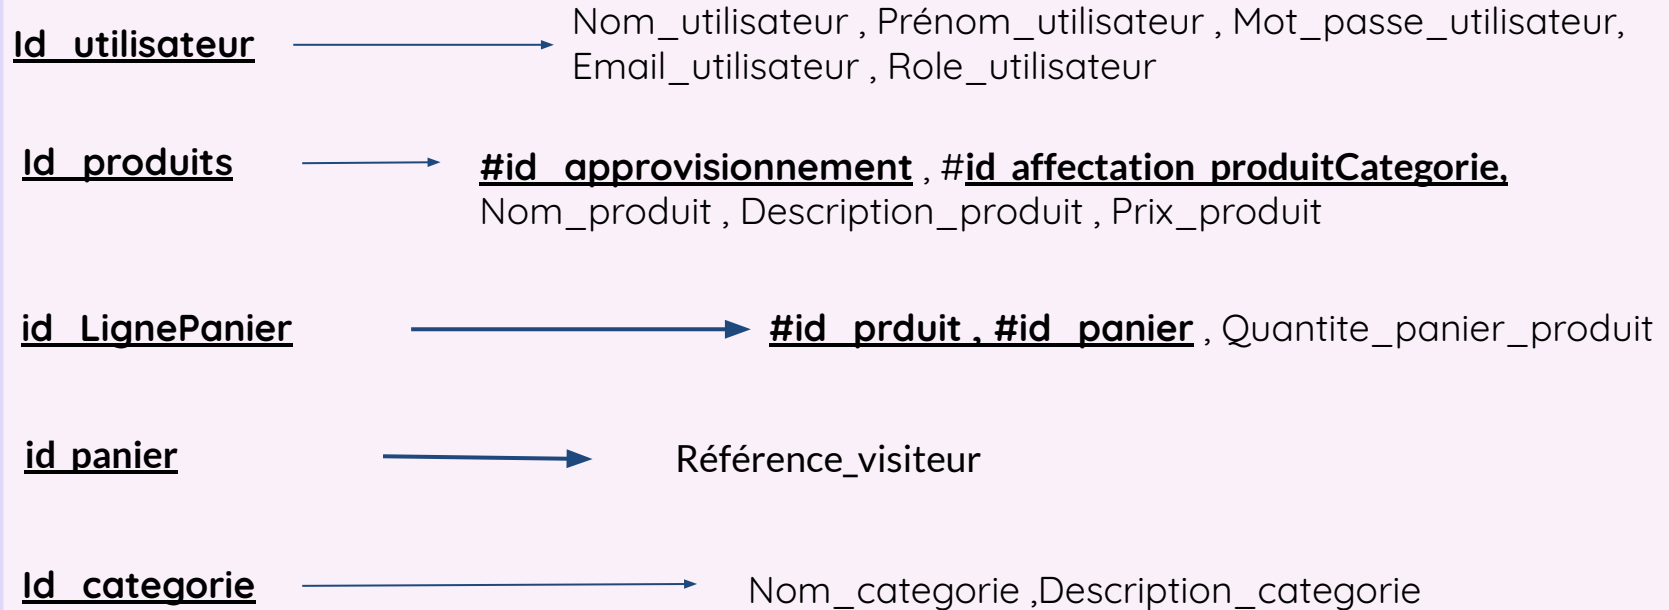 Id_utilisateur
Nom_utilisateur , Prénom_utilisateur , Mot_passe_utilisateur,
Email_utilisateur , Role_utilisateur
Id_produits
#id_approvisionnement , #id_affectation_produitCategorie,
Nom_produit , Description_produit , Prix_produit
id_LignePanier
#id_prduit , #id_panier , Quantite_panier_produit
id_panier
Référence_visiteur
Id_categorie
Nom_categorie ,Description_categorie